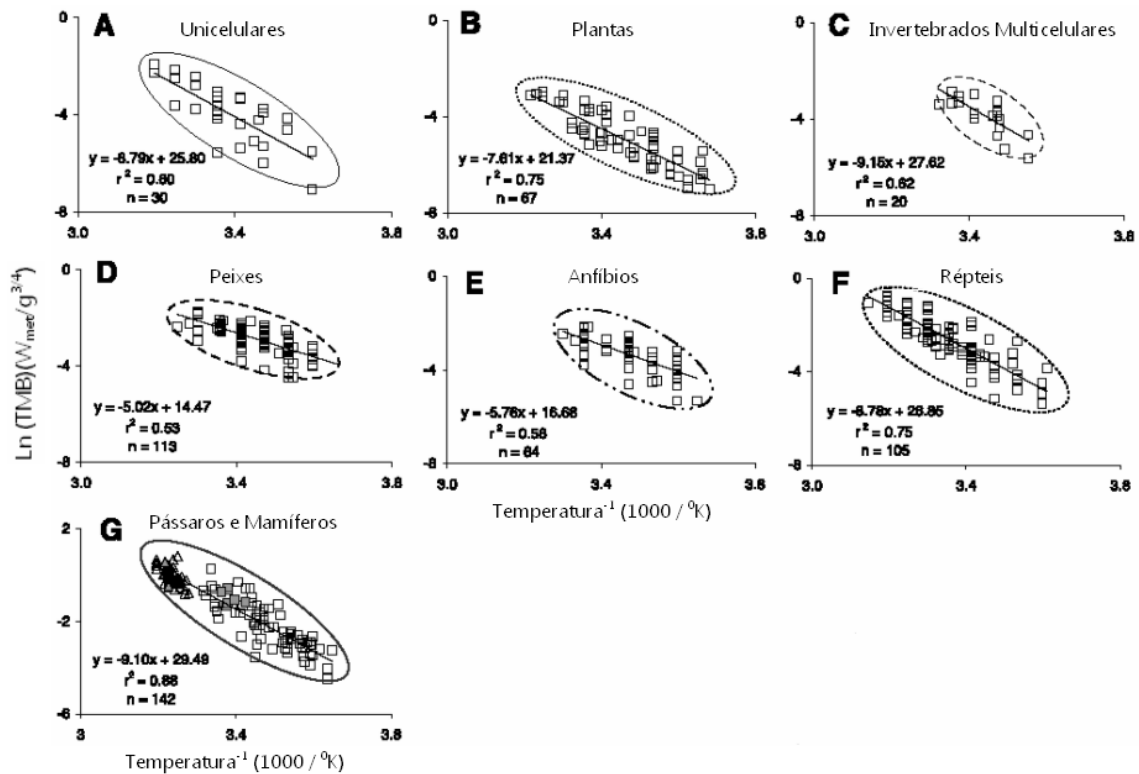 A Unicelulares
0
-4
-8
y = -8.79x + 25.80
r² = 0.60
n = 30
3.0 3.4 3.8
B Plantas
0
-4
-8
y = -7.61x + 21.37
r² = 0.75
n = 67
3.0 3.4 3.8
C Invertebrados Multicelulares
0
-4
-8
y = -9.15x + 27.62
r² = 0.62
n = 20
3.0 3.4 3.8
Ln (TMB)(W_met/g^3/4)
D Peixes
0
-4
-8
y = -5.02x + 14.47
r² = 0.53
n = 113
3.0 3.4 3.8
E Anfíbios
0
-4
-8
y = -5.76x + 16.68
r² = 0.58
n = 64
3.0 3.4 3.8
F Répteis
0
-4
-8
y = -8.78x + 26.85
r² = 0.75
n = 105
3.0 3.4 3.8
Temperatura⁻¹ (1000 / ⁰K)
G Pássaros e Mamíferos
2
-2
-6
y = -9.10x + 29.49
r² = 0.88
n = 142
3 3.4 3.8
Temperatura⁻¹ (1000 / ⁰K)